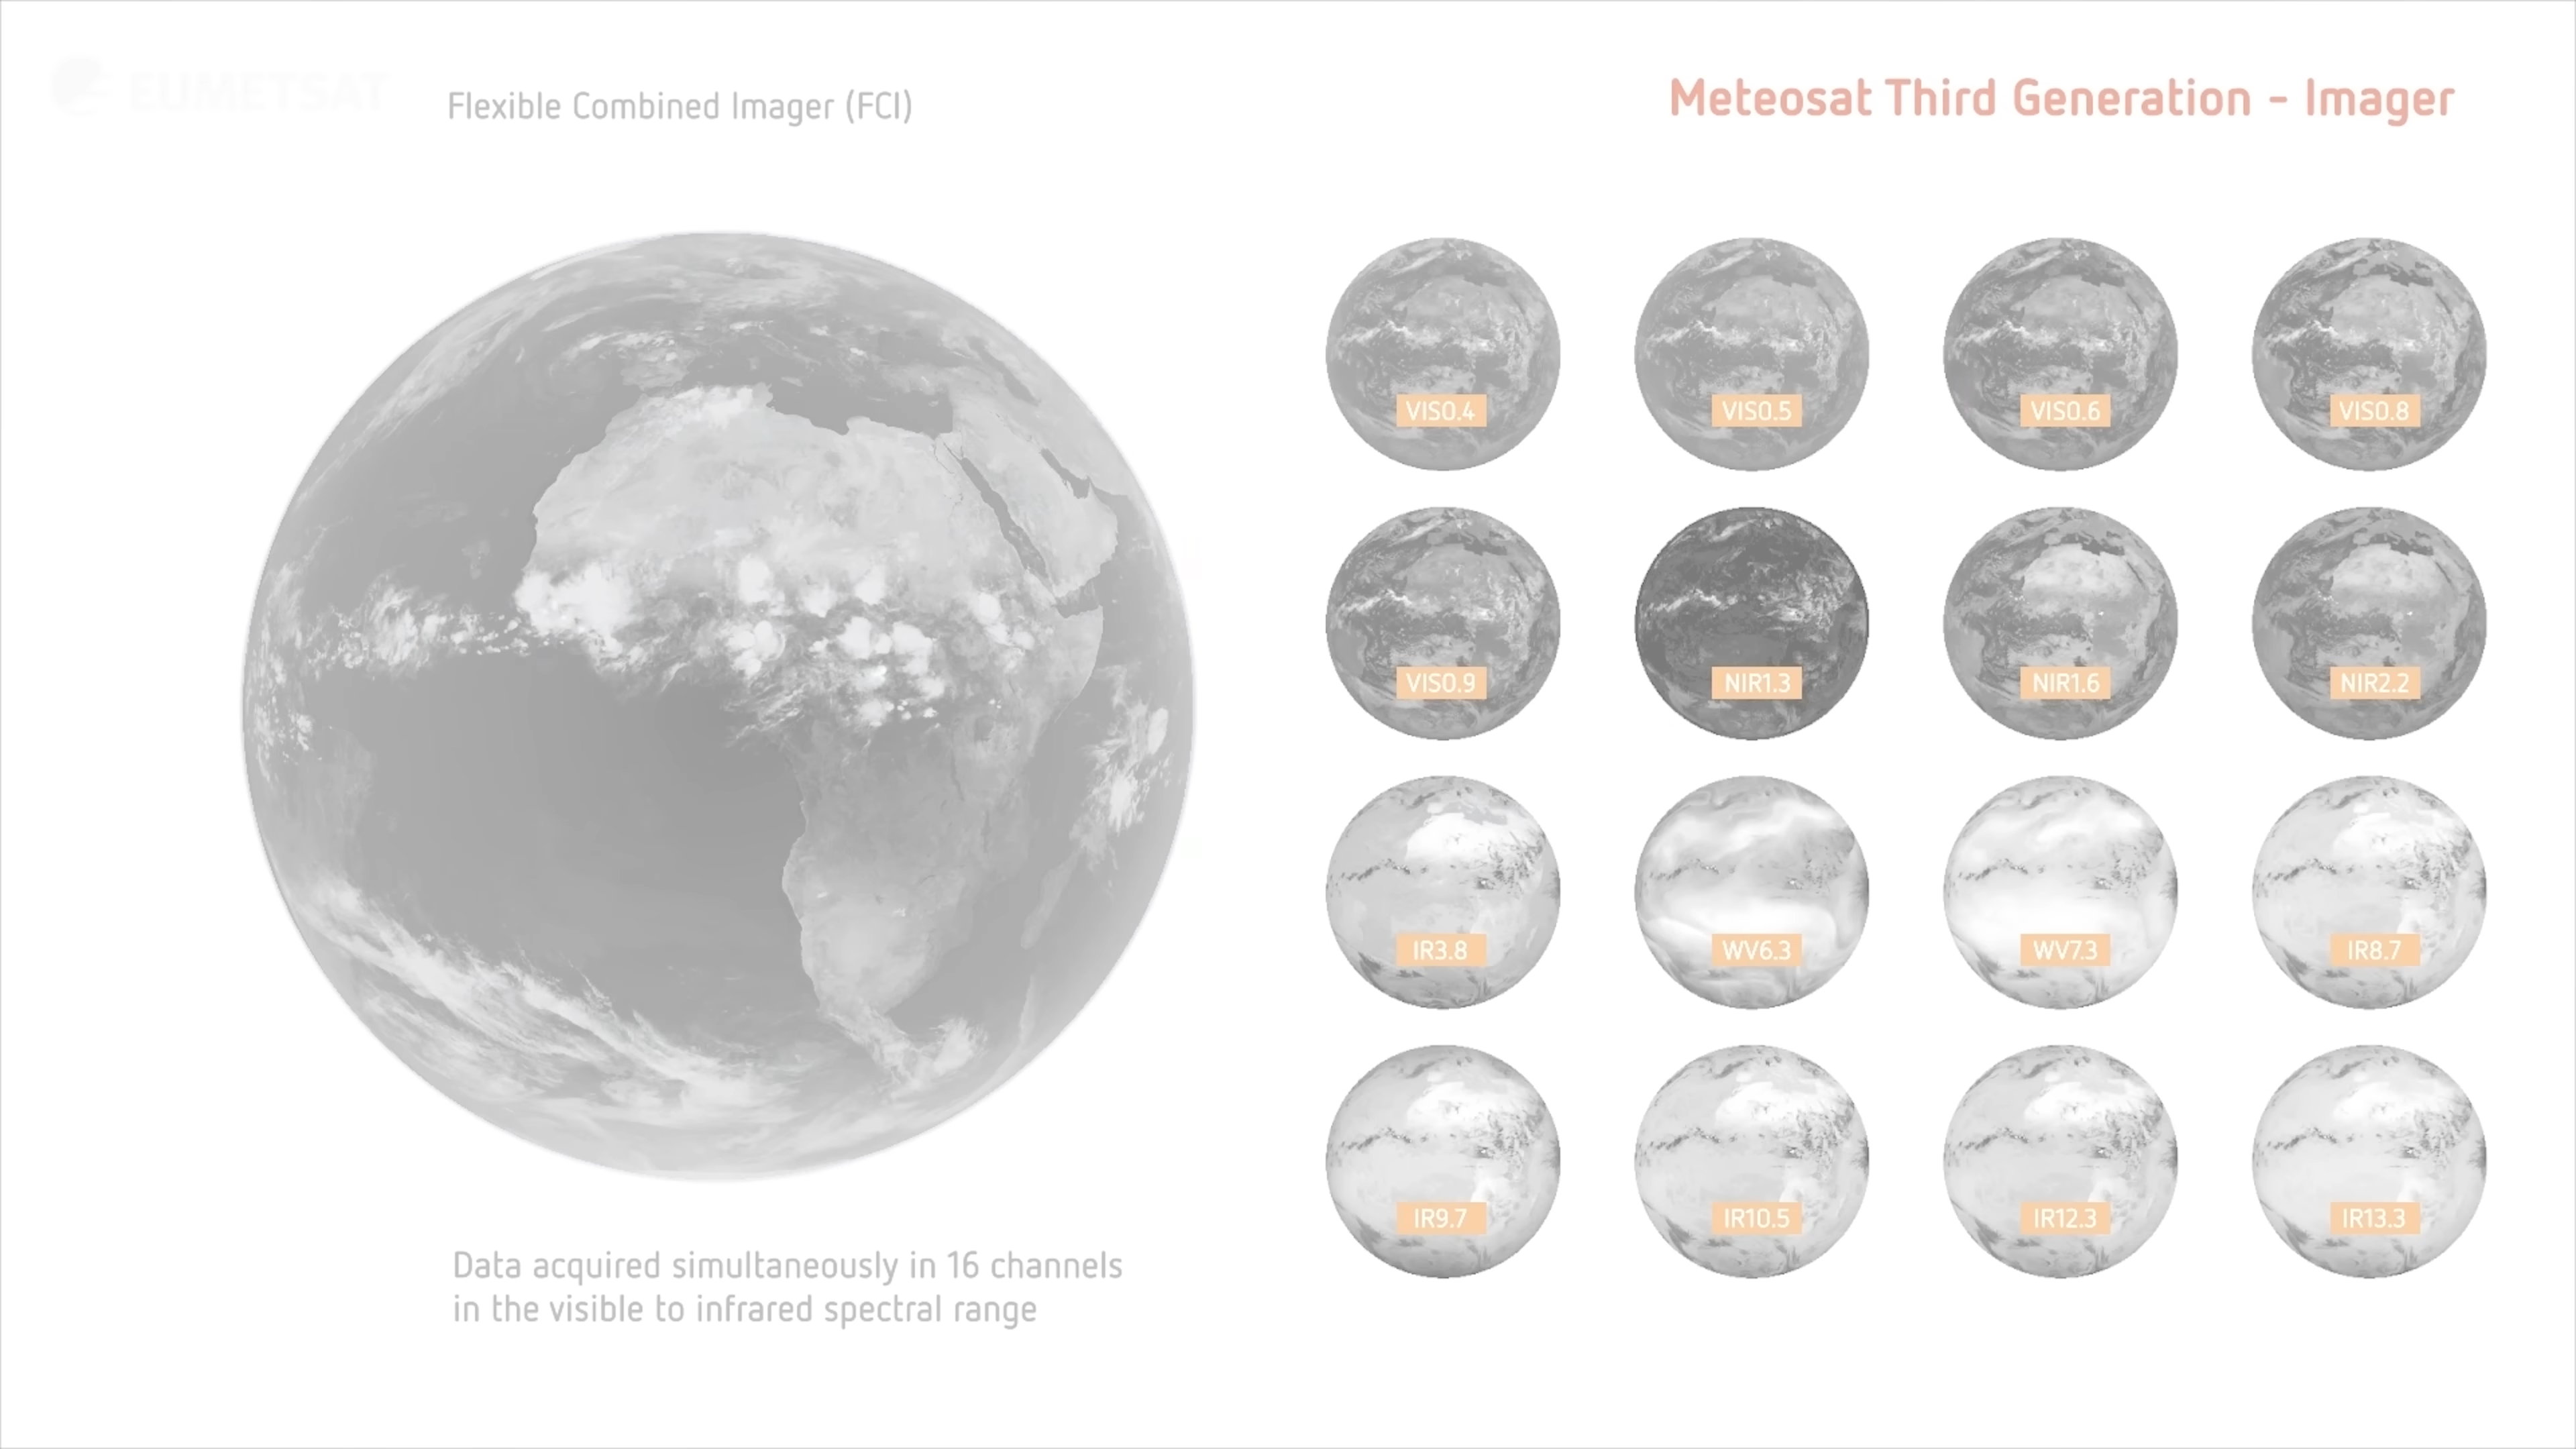 EUMETSAT
Flexible Combined Imager (FCI)
Meteosat Third Generation - Imager
VIS0.4
VIS0.5
VIS0.6
VIS0.8
VIS0.9
NIR1.3
NIR1.6
NIR2.2
IR3.8
WV6.3
WV7.3
IR8.7
IR9.7
IR10.5
IR12.3
IR13.3
Data acquired simultaneously in 16 channels
in the visible to infrared spectral range